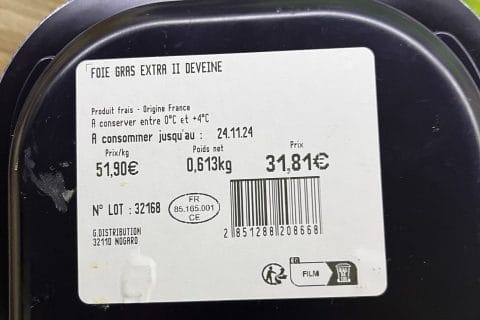 FOIE GRAS EXTRA II DEVEINE
Produit frais - Origine France
A conserver entre 0°C et +4°C
A consommer jusqu'au : 24.11.24
Prix/kg Poids net Prix
51,90€ 0,613kg 31,81€
N° LOT : 32168
FR
85.165.001
CE
G.DISTRIBUTION
32110 NOGARO
2 851288 208668
FILM